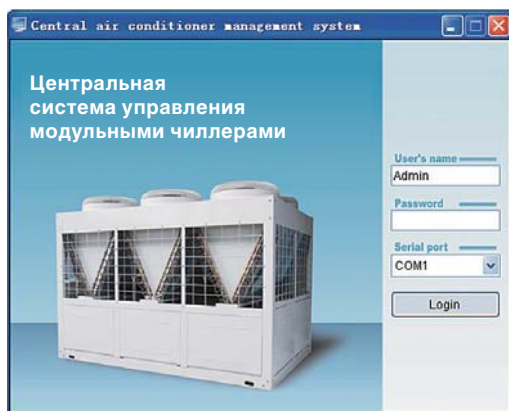 Central air conditioner management system
Центральная
система управления
модульными чиллерами
User's name
Admin
Password
Serial port
COM1
Login